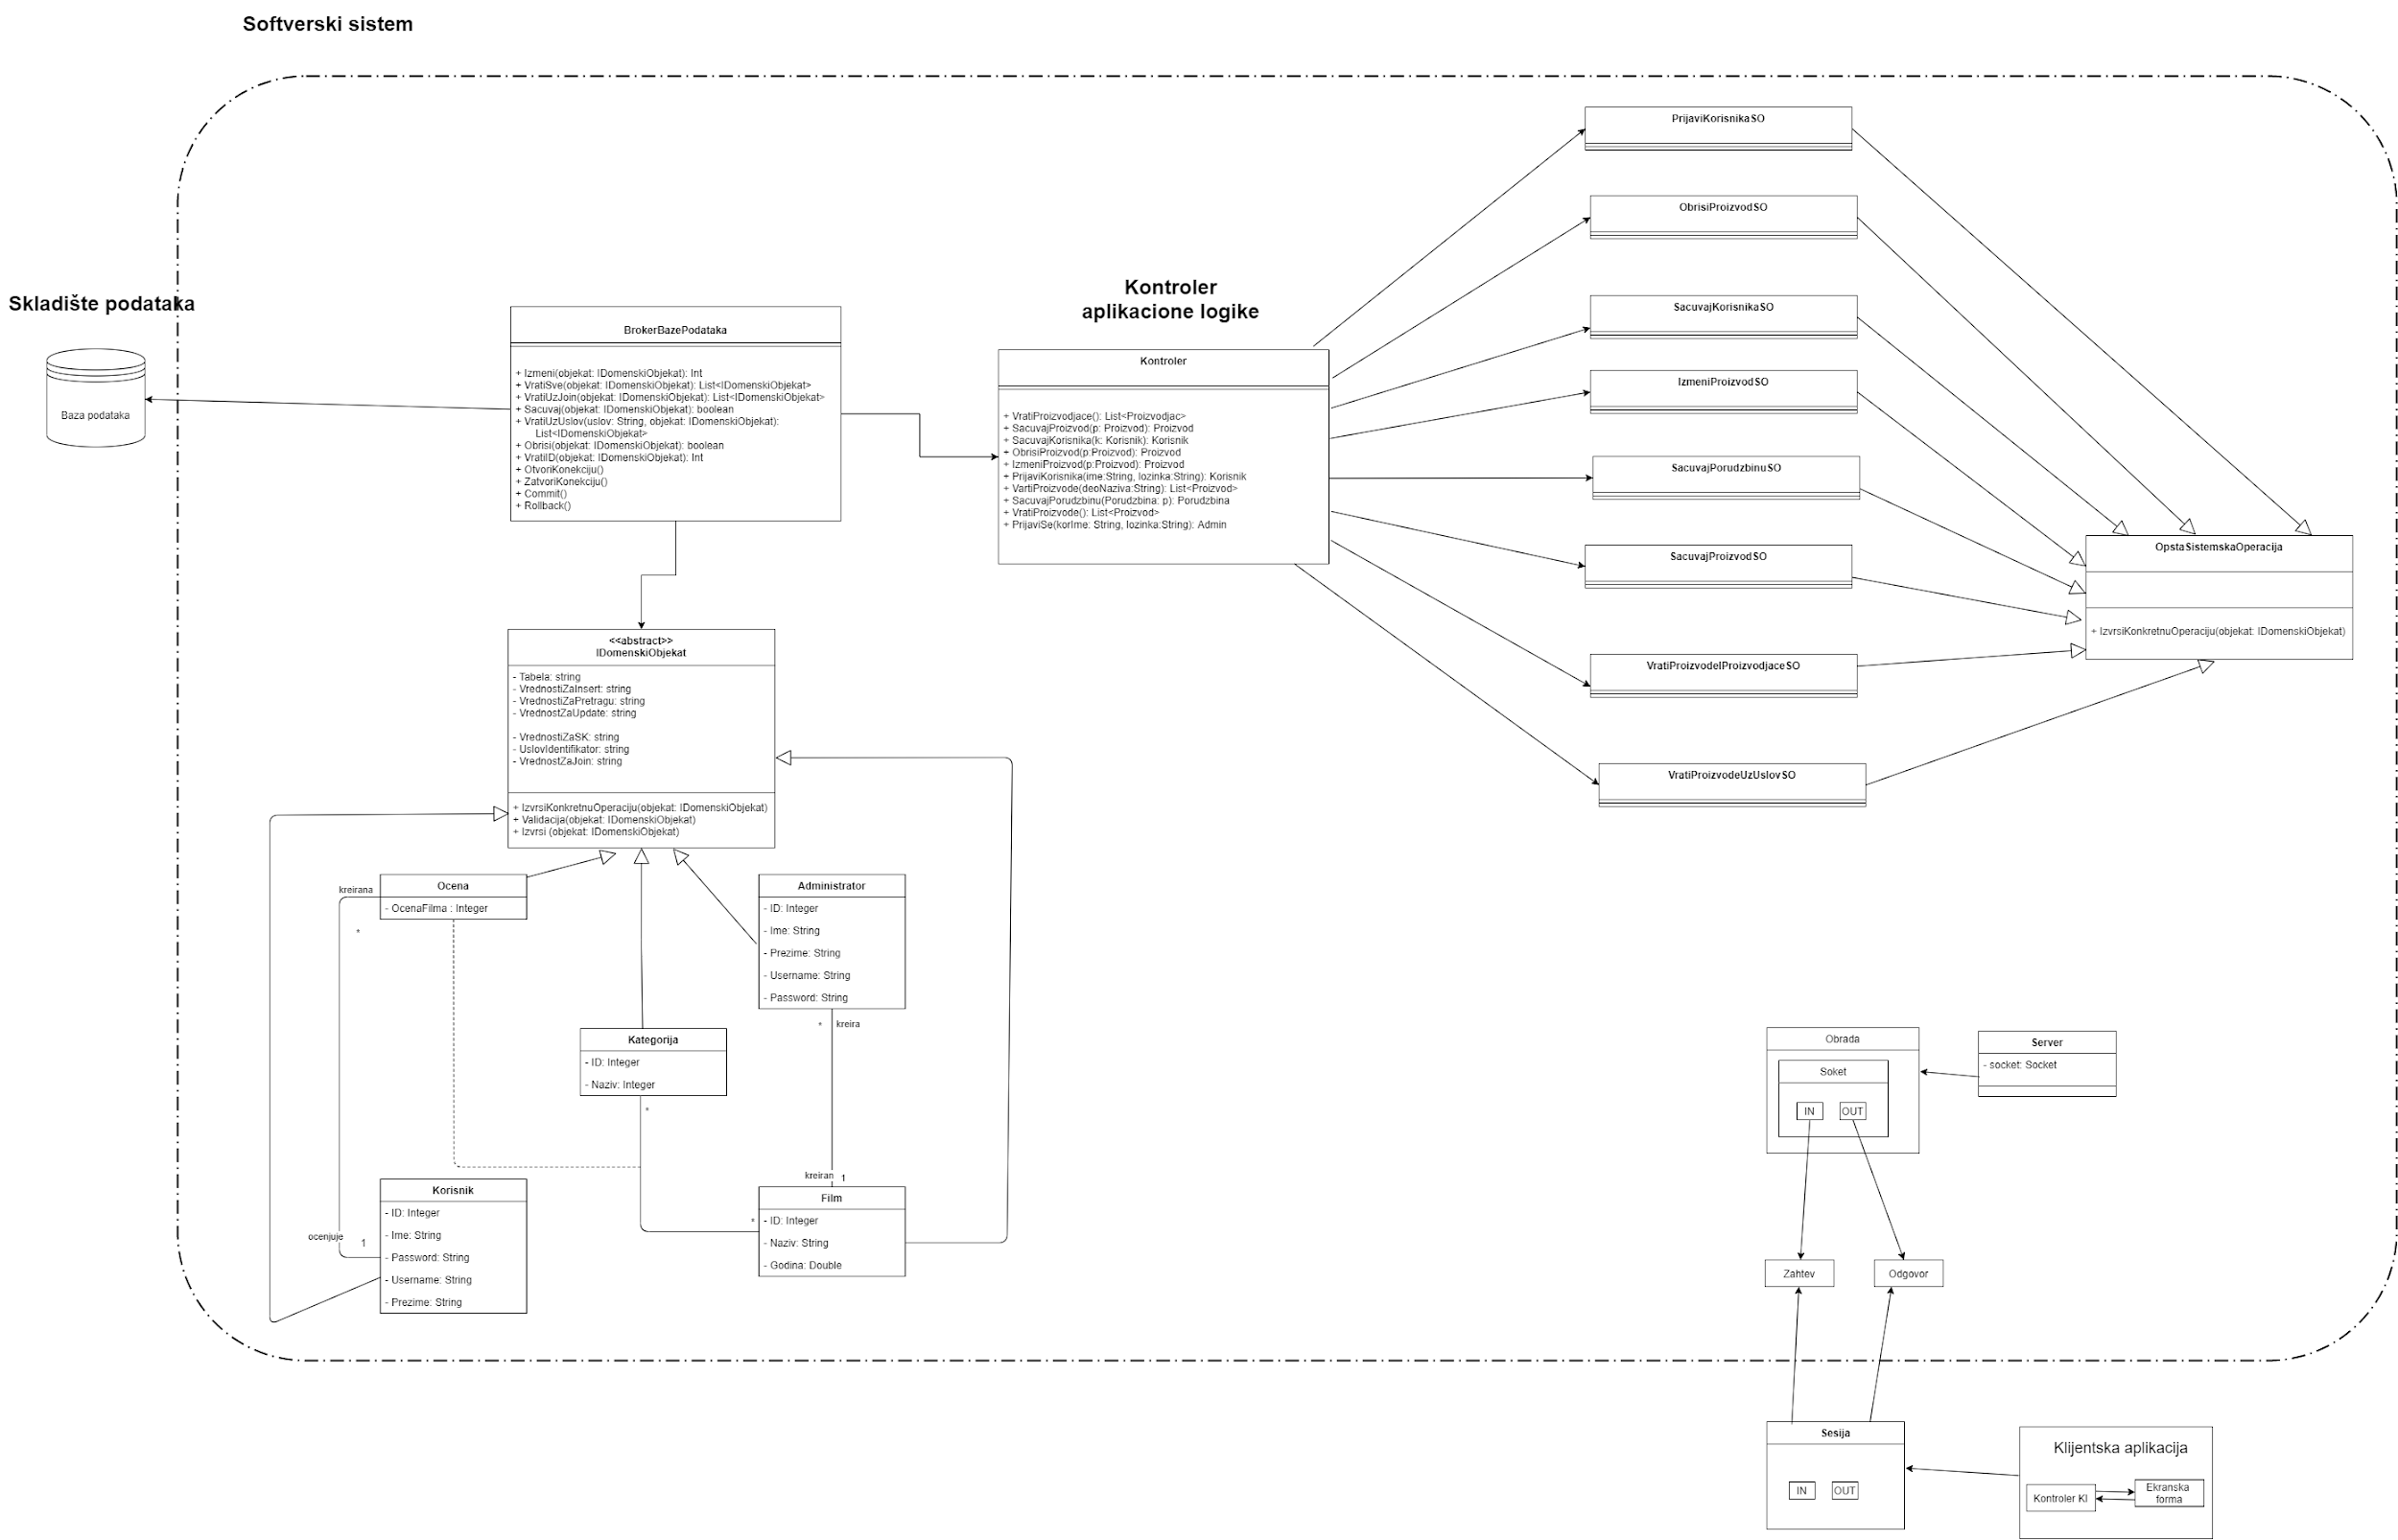 Softverski sistem
Skladište podataka
Baza podataka
BrokerBazePodataka
+ Izmeni(objekat: IDomenskiObjekat): Int
+ VratiSve(objekat: IDomenskiObjekat): List<IDomenskiObjekat>
+ VratiUzJoin(objekat: IDomenskiObjekat): List<IDomenskiObjekat>
+ Sacuvaj(objekat: IDomenskiObjekat): boolean
+ VratiUzUslov(uslov: String, objekat: IDomenskiObjekat):
List<IDomenskiObjekat>
+ Obrisi(objekat: IDomenskiObjekat): boolean
+ VratiID(objekat: IDomenskiObjekat): Int
+ OtvoriKonekciju()
+ ZatvoriKonekciju()
+ Commit()
+ Rollback()
Kontroler
aplikacione logike
Kontroler
+ VratiProizvodjace(): List<Proizvodjac>
+ SacuvajProizvod(p: Proizvod): Proizvod
+ SacuvajKorisnika(k: Korisnik): Korisnik
+ ObrisiProizvod(p:Proizvod): Proizvod
+ IzmeniProizvod(p:Proizvod): Proizvod
+ PrijaviKorisnika(ime:String, lozinka:String): Korisnik
+ VartiProizvode(deoNaziva:String): List<Proizvod>
+ SacuvajPorudzbinu(Porudzbina: p): Porudzbina
+ VratiProizvode(): List<Proizvod>
+ PrijaviSe(korIme: String, lozinka:String): Admin
PrijaviKorisnikaSO
ObrisiProizvodSO
SacuvajKorisnikaSO
IzmeniProizvodSO
SacuvajPorudzbinuSO
SacuvajProizvodSO
VratiProizvodeIProizvodjaceSO
VratiProizvodeUzUslovSO
OpstaSistemskaOperacija
+ IzvrsiKonkretnuOperaciju(objekat: IDomenskiObjekat)
<<abstract>>
IDomenskiObjekat
- Tabela: string
- VrednostiZaInsert: string
- VrednostiZaPretragu: string
- VrednostZaUpdate: string
- VrednostiZaSK: string
- UslovIdentifikator: string
- VrednostZaJoin: string
+ IzvrsiKonkretnuOperaciju(objekat: IDomenskiObjekat)
+ Validacija(objekat: IDomenskiObjekat)
+ Izvrsi (objekat: IDomenskiObjekat)
kreirana
*
Ocena
- OcenaFilma : Integer
Administrator
- ID: Integer
- Ime: String
- Prezime: String
- Username: String
- Password: String
* kreira
Kategorija
- ID: Integer
- Naziv: Integer
*
kreiran 1
Korisnik
- ID: Integer
- Ime: String
- Password: String
- Username: String
- Prezime: String
ocenjuje 1
Film
*
- ID: Integer
- Naziv: String
- Godina: Double
Obrada
Soket
IN OUT
Server
- socket: Socket
Zahtev Odgovor
Sesija
IN OUT
Klijentska aplikacija
Kontroler KI
Ekranska
forma